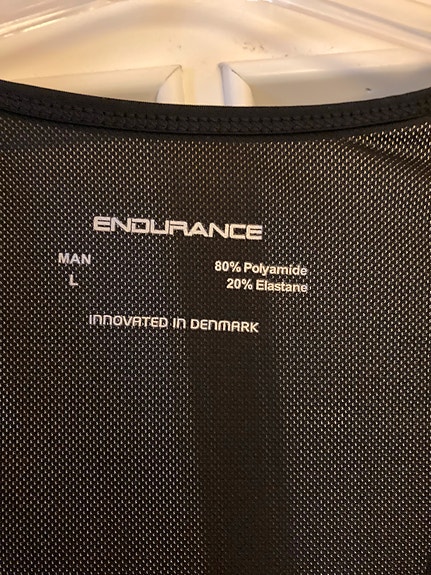 ENDURANCE
MAN
L
80% Polyamide
20% Elastane
INNOVATED IN DENMARK